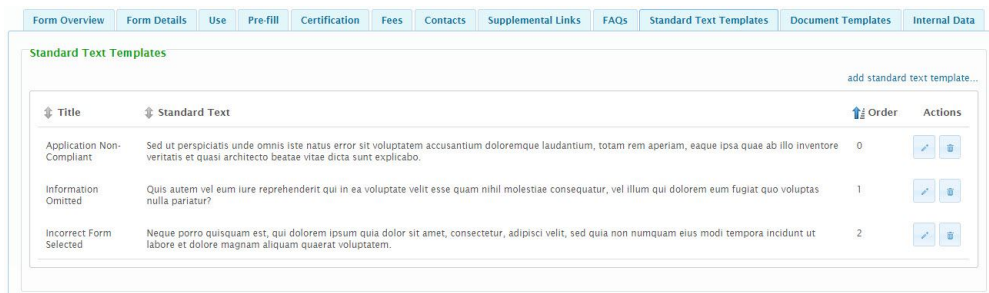 Form Overview Form Details Use Pre-fill Certification Fees Contacts Supplemental Links FAQs Standard Text Templates Document Templates Internal Data
Standard Text Templates
add standard text template...
Title Standard Text Order Actions
Application Non- Sed ut perspiciatis unde omnis iste natus error sit voluptatem accusantium doloremque laudantium, totam rem aperiam, eaque ipsa quae ab illo inventore 0
Compliant veritatis et quasi architecto beatae vitae dicta sunt explicabo.
Information Quis autem vel eum iure reprehenderit qui in ea voluptate velit esse quam nihil molestiae consequatur, vel illum qui dolorem eum fugiat quo voluptas 1
Omitted nulla pariatur?
Incorrect Form Neque porro quisquam est, qui dolorem ipsum quia dolor sit amet, consectetur, adipisci velit, sed quia non numquam eius modi tempora incidunt ut 2
Selected labore et dolore magnam aliquam quaerat voluptatem.